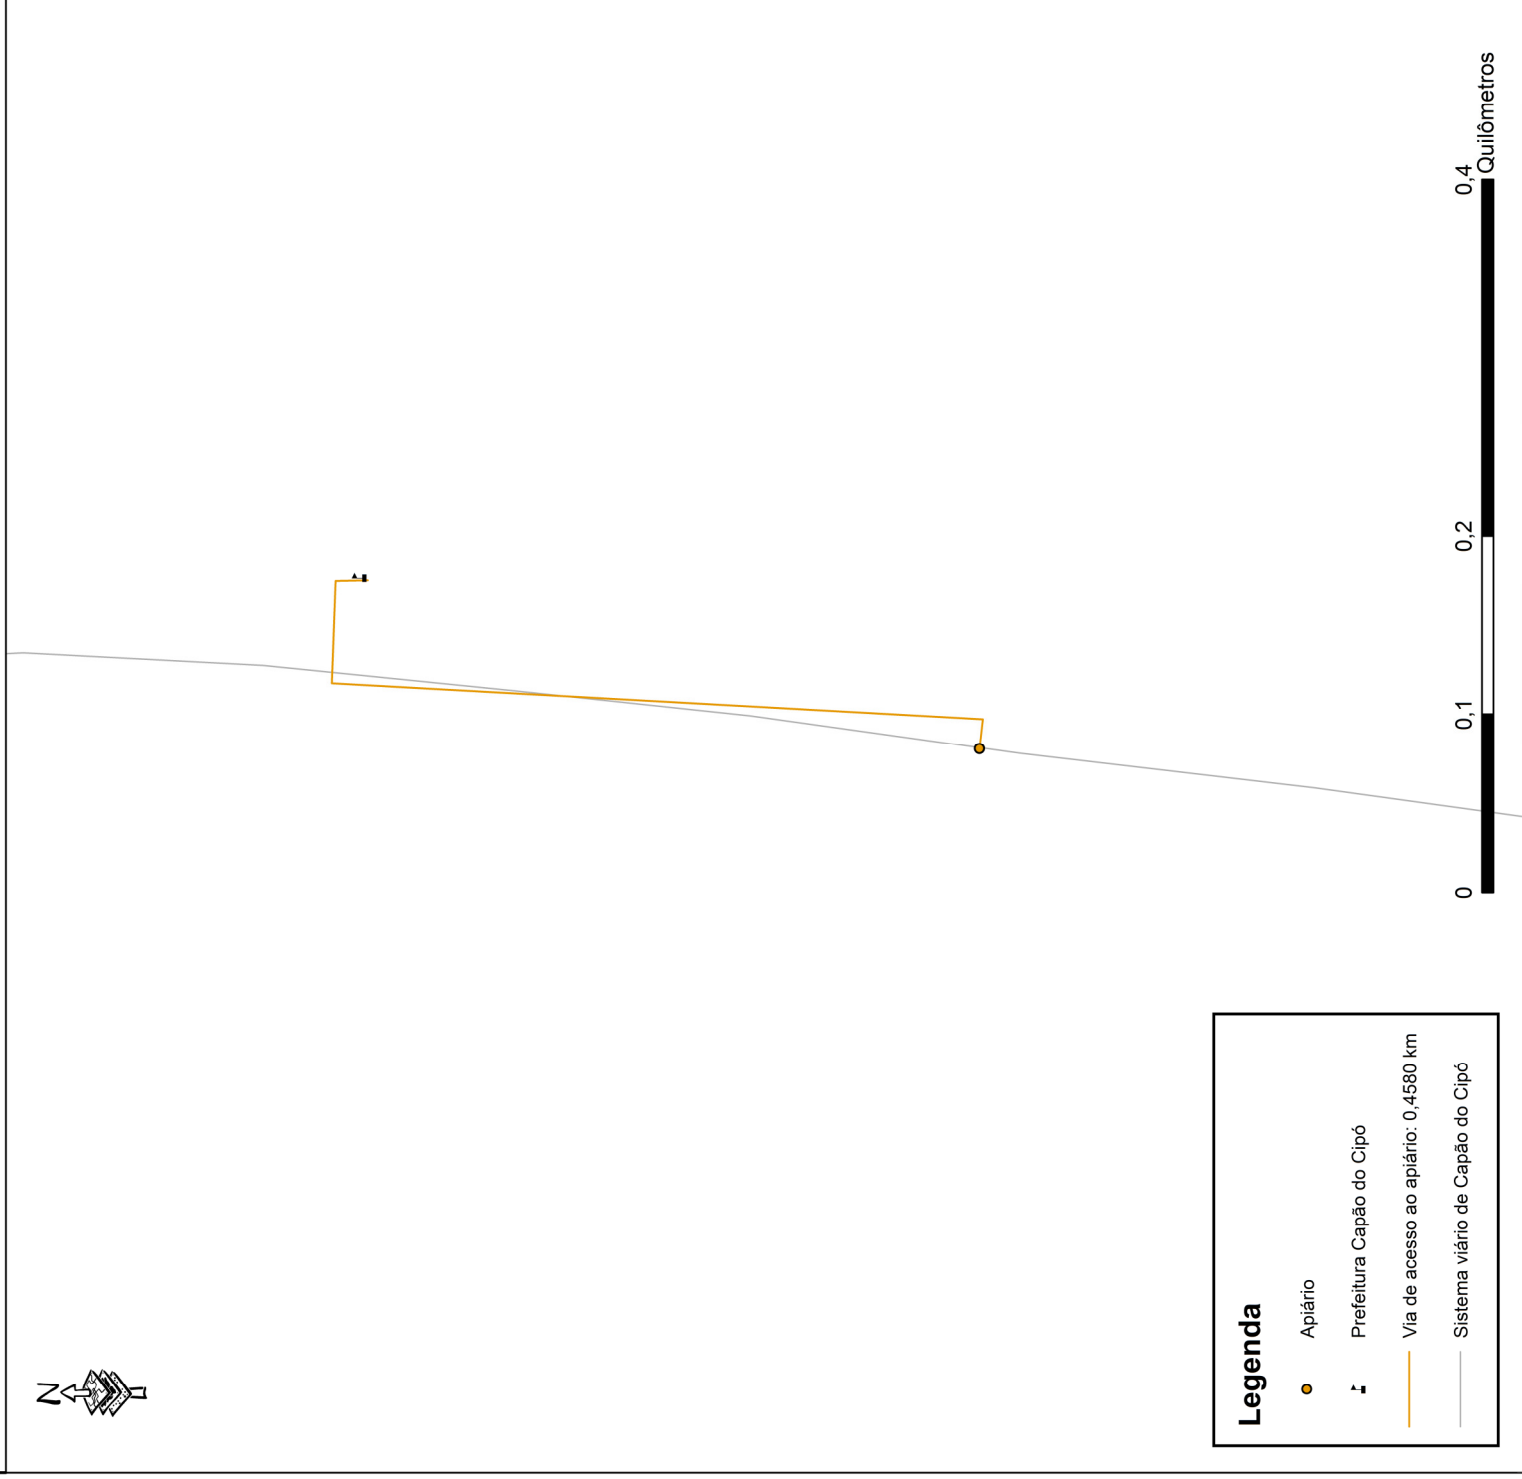 N
Legenda
Apiário
Prefeitura Capão do Cipó
Via de acesso ao apiário: 0,4580 km
Sistema viário de Capão do Cipó
0 0,1 0,2 0,4
Quilômetros